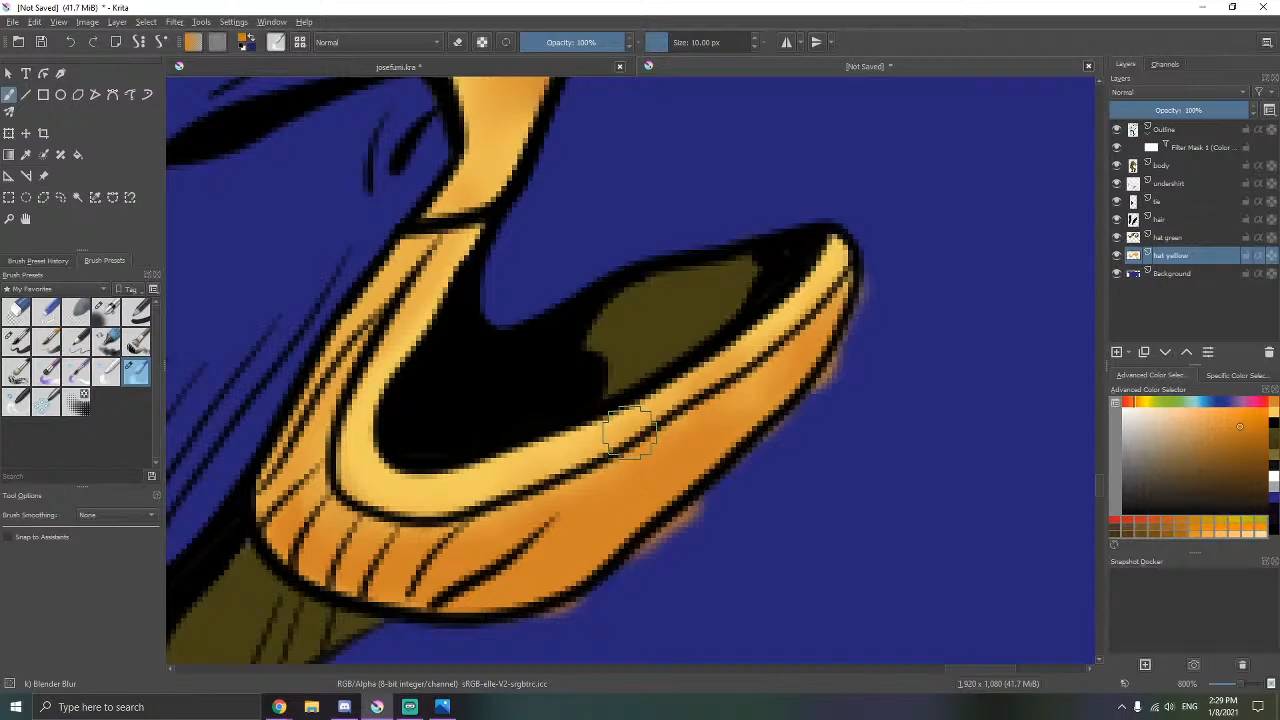 [Not Saved] (41.7 MiB) * - Krita
File Edit View Image Layer Select Filter Tools Settings Window Help
Normal Opacity: 100% Size: 10.00 px
josefumi.kra *
[Not Saved] *
Layers Channels
Layers
Normal
Opacity: 100%
Outline
Filter Mask 1 (Color ...
body
undershirt
tie
hair
hat green
hat yellow
Background
Brush Preset History Brush Presets
Brush Presets
My Favorites Tag
Search
Tool Options
Brush Smoothing: None
Snap to Assistants
Advanced Color Selec... Specific Color Selec...
Advanced Color Selector
Snapshot Docker
k) Blender Blur
RGB/Alpha (8-bit integer/channel) sRGB-elle-V2-srgbtrc.icc
1,920 x 1,080 (41.7 MiB)
800%
Type here to search
ENG
2:29 PM
1/8/2021